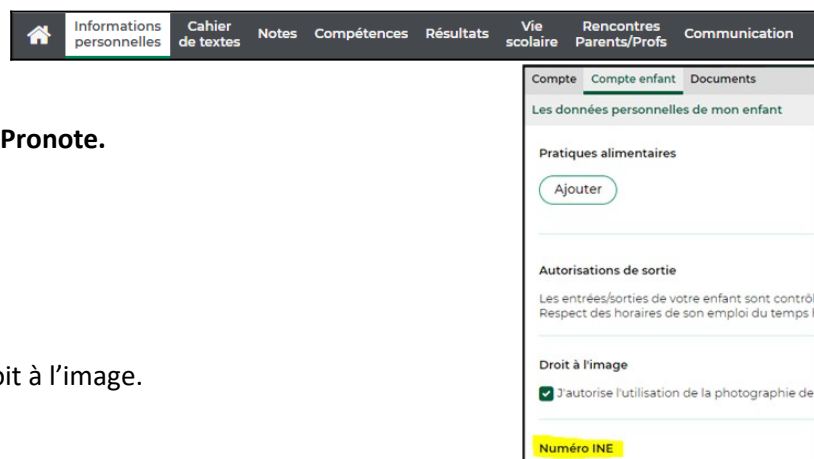 Informations personnelles Cahier de textes Notes Compétences Résultats Vie scolaire Rencontres Parents/Profs Communication
Compte Compte enfant Documents
Les données personnelles de mon enfant
Pronote.
Pratiques alimentaires
Ajouter
Autorisations de sortie
Les entrées/sorties de votre enfant sont
Respect des horaires de son emploi du temps
Droit à l'image
à l’image.
J'autorise l'utilisation de la photographie de
Numéro INE